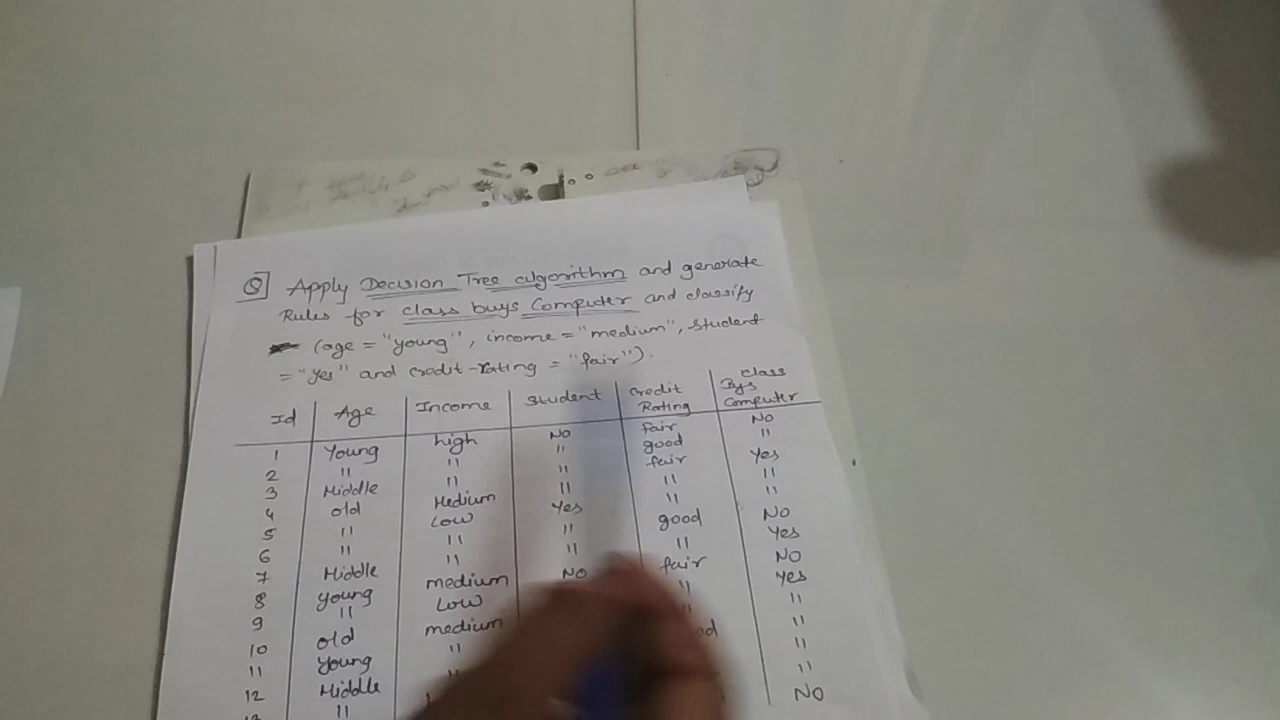 Q] Apply Decision Tree algorithm and generate
Rules for class buys Computer and classify
(age = "young", income = "medium", student
= "yes" and credit-rating = "fair").
Id Age Income Student Credit Rating Class Bys Computer
1 Young high No fair No
2 " " " good "
3 Middle " " fair Yes
4 old Medium " " "
5 " Low Yes " "
6 " " " good No
7 Middle " " " Yes
8 young medium No fair No
9 " Low " Yes
10 old medium " "
11 Young " "
12 Middle "
13 " "
No